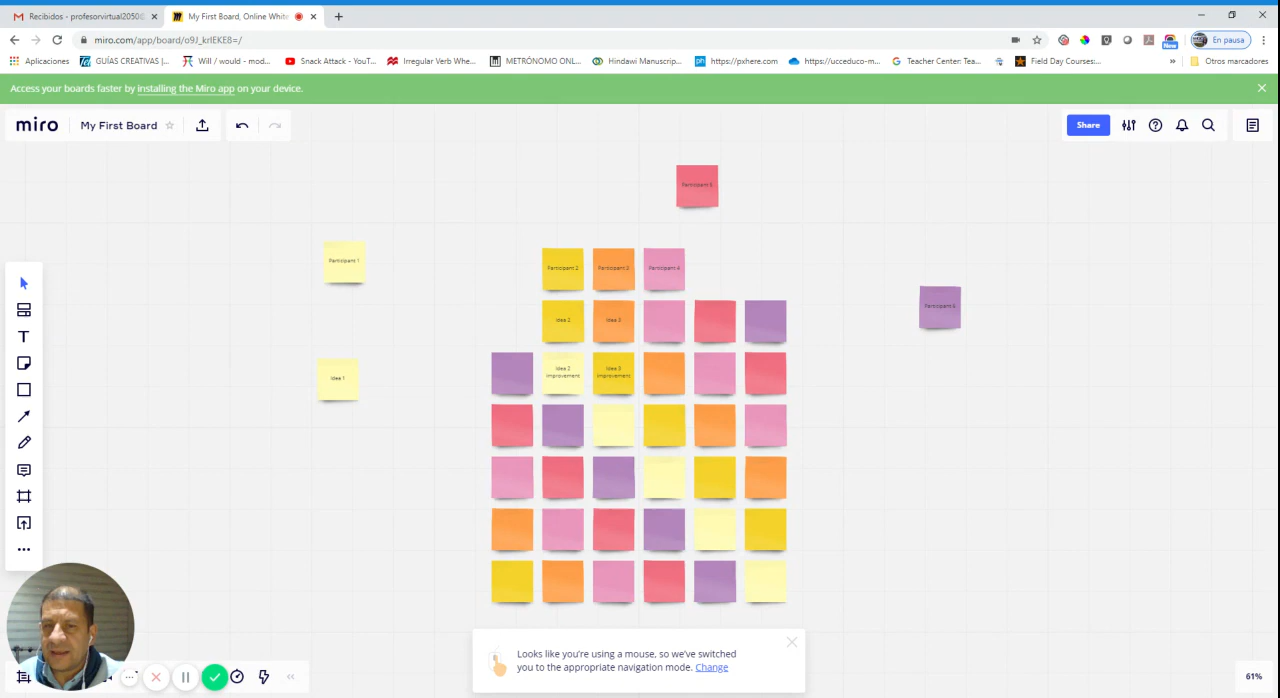 Recibidos - profesorvirtual2050@
My First Board, Online White
miro.com/app/board/o9J_krIEKE8=/
New
En pausa
Aplicaciones
GUÍAS CREATIVAS |...
Will / would - mod...
Snack Attack - YouT...
Irregular Verb Whe...
METRÓNOMO ONL...
Hindawi Manuscrip...
ph
https://pxhere.com
https://ucceduco-m...
Teacher Center: Tea...
Field Day Courses:...
»
Otros marcadores
Access your boards faster by installing the Miro app on your device.
miro
My First Board
Share
Participant 5
Participant 1
Participant 2
Participant 3
Participant 4
Participant 6
Idea 2
Idea 3
Idea 1
Idea 2
improvement
Idea 3
improvement
Looks like you're using a mouse, so we've switched
you to the appropriate navigation mode. Change
61%